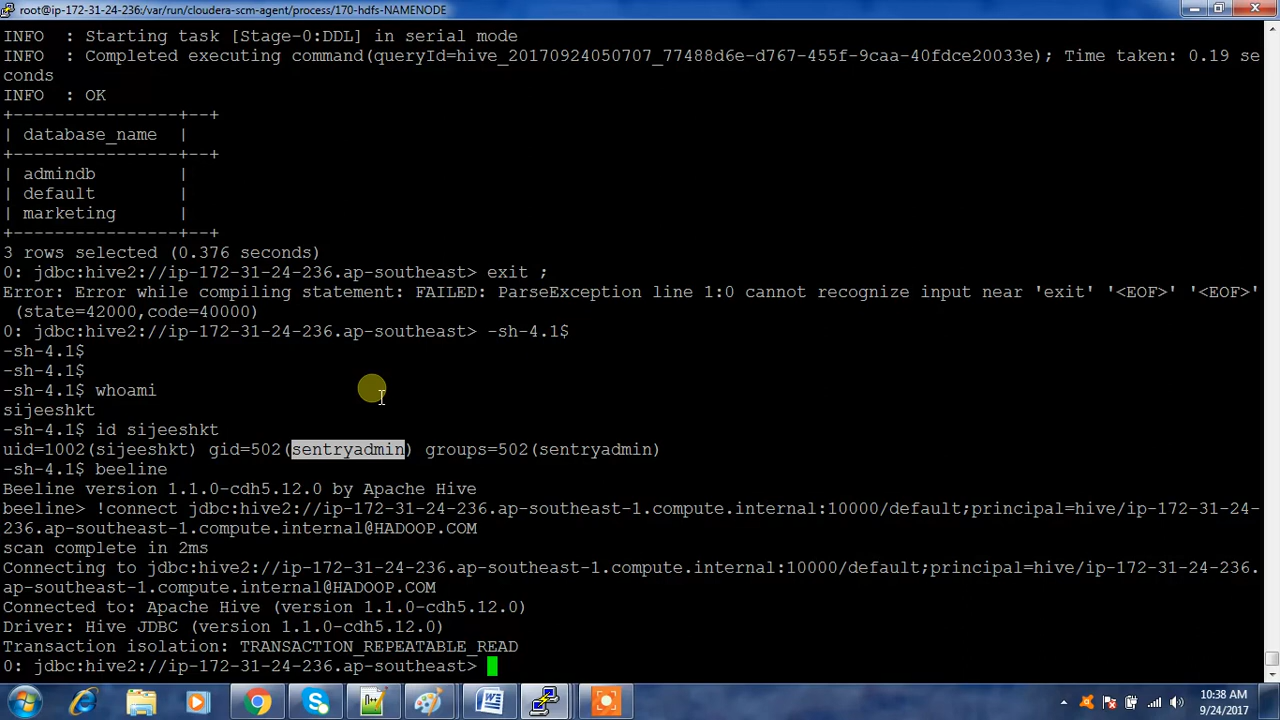 root@ip-172-31-24-236:/var/run/cloudera-scm-agent/process/170-hdfs-NAMENODE
INFO  : Starting task [Stage-0:DDL] in serial mode
INFO  : Completed executing command(queryId=hive_20170924050707_77488d6e-d767-455f-9caa-40fdce20033e); Time taken: 0.19 se
conds
INFO  : OK
+----------------+--+
| database_name  |
+----------------+--+
| admindb        |
| default        |
| marketing      |
+----------------+--+
3 rows selected (0.376 seconds)
0: jdbc:hive2://ip-172-31-24-236.ap-southeast> exit ;
Error: Error while compiling statement: FAILED: ParseException line 1:0 cannot recognize input near 'exit' '<EOF>' '<EOF>'
 (state=42000,code=40000)
0: jdbc:hive2://ip-172-31-24-236.ap-southeast> -sh-4.1$
-sh-4.1$
-sh-4.1$
-sh-4.1$ whoami
sijeeshkt
-sh-4.1$ id sijeeshkt
uid=1002(sijeeshkt) gid=502(sentryadmin) groups=502(sentryadmin)
-sh-4.1$ beeline
Beeline version 1.1.0-cdh5.12.0 by Apache Hive
beeline> !connect jdbc:hive2://ip-172-31-24-236.ap-southeast-1.compute.internal:10000/default;principal=hive/ip-172-31-24-
236.ap-southeast-1.compute.internal@HADOOP.COM
scan complete in 2ms
Connecting to jdbc:hive2://ip-172-31-24-236.ap-southeast-1.compute.internal:10000/default;principal=hive/ip-172-31-24-236.
ap-southeast-1.compute.internal@HADOOP.COM
Connected to: Apache Hive (version 1.1.0-cdh5.12.0)
Driver: Hive JDBC (version 1.1.0-cdh5.12.0)
Transaction isolation: TRANSACTION_REPEATABLE_READ
0: jdbc:hive2://ip-172-31-24-236.ap-southeast>
10:38 AM
9/24/2017